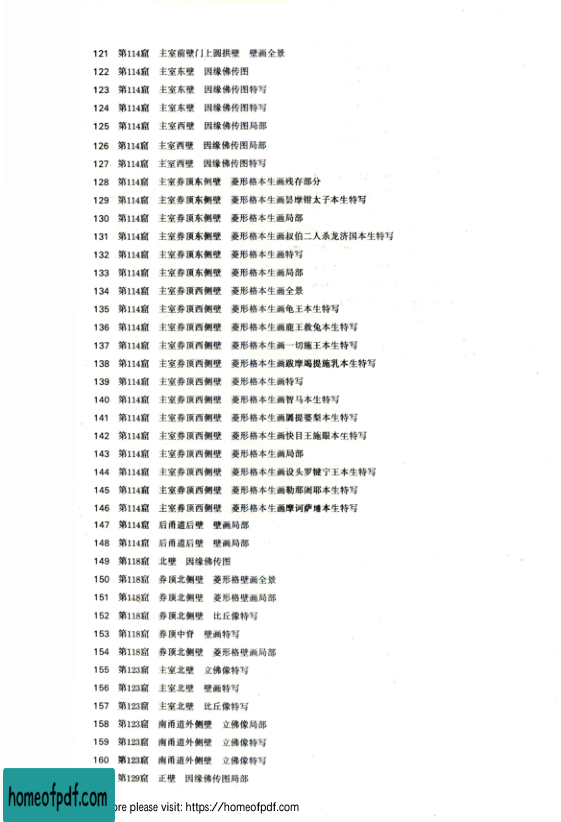 121 第114窟 主室前壁门上圆拱壁 壁画全景
122 第114窟 主室东壁 因缘佛传图
123 第114窟 主室东壁 因缘佛传图特写
124 第114窟 主室东壁 因缘佛传图特写
125 第114窟 主室西壁 因缘佛传图局部
126 第114窟 主室西壁 因缘佛传图局部
127 第114窟 主室西壁 因缘佛传图特写
128 第114窟 主室券顶东侧壁 菱形格本生画残存部分
129 第114窟 主室券顶东侧壁 菱形格本生画昙摩钳太子本生特写
130 第114窟 主室券顶东侧壁 菱形格本生画局部
131 第114窟 主室券顶东侧壁 菱形格本生画叔伯二人杀龙济国本生特写
132 第114窟 主室券顶东侧壁 菱形格本生画特写
133 第114窟 主室券顶东侧壁 菱形格本生画局部
134 第114窟 主室券顶西侧壁 菱形格本生画全景
135 第114窟 主室券顶西侧壁 菱形格本生画龟王本生特写
136 第114窟 主室券顶西侧壁 菱形格本生画鹿王救兔本生特写
137 第114窟 主室券顶西侧壁 菱形格本生画一切施王本生特写
138 第114窟 主室券顶西侧壁 菱形格本生画跋摩竭提施乳本生特写
139 第114窟 主室券顶西侧壁 菱形格本生画特写
140 第114窟 主室券顶西侧壁 菱形格本生画智马本生特写
141 第114窟 主室券顶西侧壁 菱形格本生画羼提婆梨本生特写
142 第114窟 主室券顶西侧壁 菱形格本生画快目王施眼本生特写
143 第114窟 主室券顶西侧壁 菱形格本生画局部
144 第114窟 主室券顶西侧壁 菱形格本生画设头罗犍宁王本生特写
145 第114窟 主室券顶西侧壁 菱形格本生画勒那阇耶本生特写
146 第114窟 主室券顶西侧壁 菱形格本生画摩诃萨埵本生特写
147 第114窟 后甬道后壁 壁画局部
148 第114窟 后甬道后壁 壁画局部
149 第118窟 北壁 因缘佛传图
150 第118窟 券顶北侧壁 菱形格壁画全景
151 第118窟 券顶北侧壁 菱形格壁画局部
152 第118窟 券顶北侧壁 比丘像特写
153 第118窟 券顶中脊 壁画特写
154 第118窟 券顶北侧壁 菱形格壁画局部
155 第123窟 主室北壁 立佛像特写
156 第123窟 主室北壁 壁画特写
157 第123窟 主室北壁 比丘像特写
158 第123窟 南甬道外侧壁 立佛像局部
159 第123窟 南甬道外侧壁 立佛像特写
160 第123窟 南甬道外侧壁 立佛像特写
第129窟 正壁 因缘佛传图局部
homeofpdf.com
ore please visit: https://homeofpdf.com